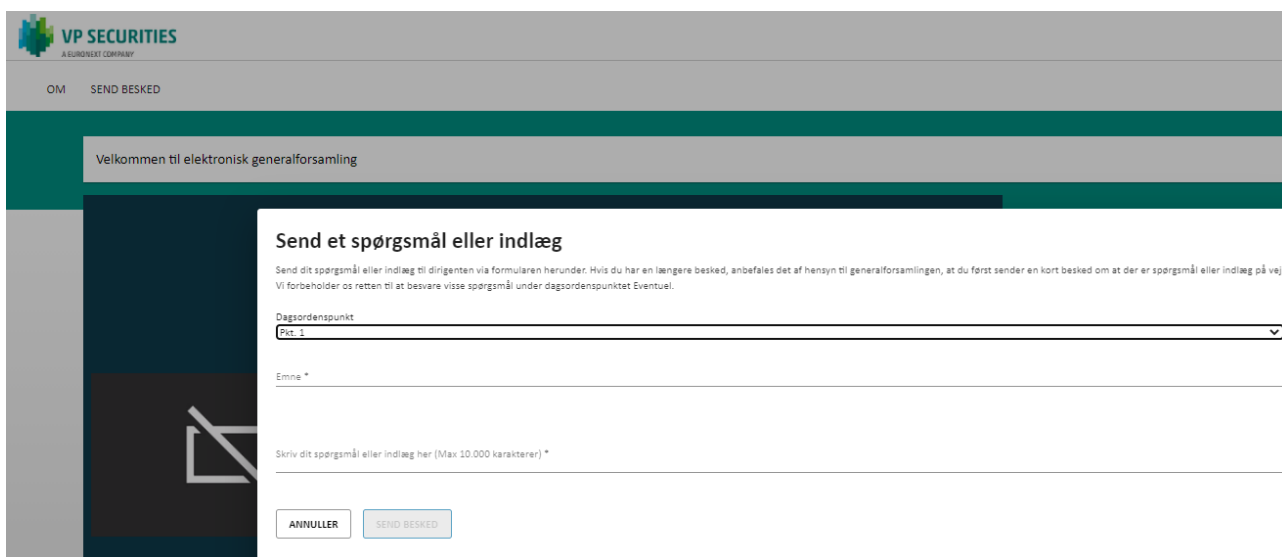 VP SECURITIES
A EURONEXT COMPANY
OM SEND BESKED
Velkommen til elektronisk generalforsamling
Send et spørgsmål eller indlæg
Send dit spørgsmål eller indlæg til dirigenten via formularen herunder. Hvis du har en længere besked, anbefales det af hensyn til generalforsamlingen, at du først sender en kort besked om at der er spørgsmål eller indlæg på vej
Vi forbeholder os retten til at besvare visse spørgsmål under dagsordenspunktet Eventuel.
Dagsordenspunkt
Pkt. 1
Emne *
Skriv dit spørgsmål eller indlæg her (Max 10.000 karakterer) *
ANNULLER SEND BESKED